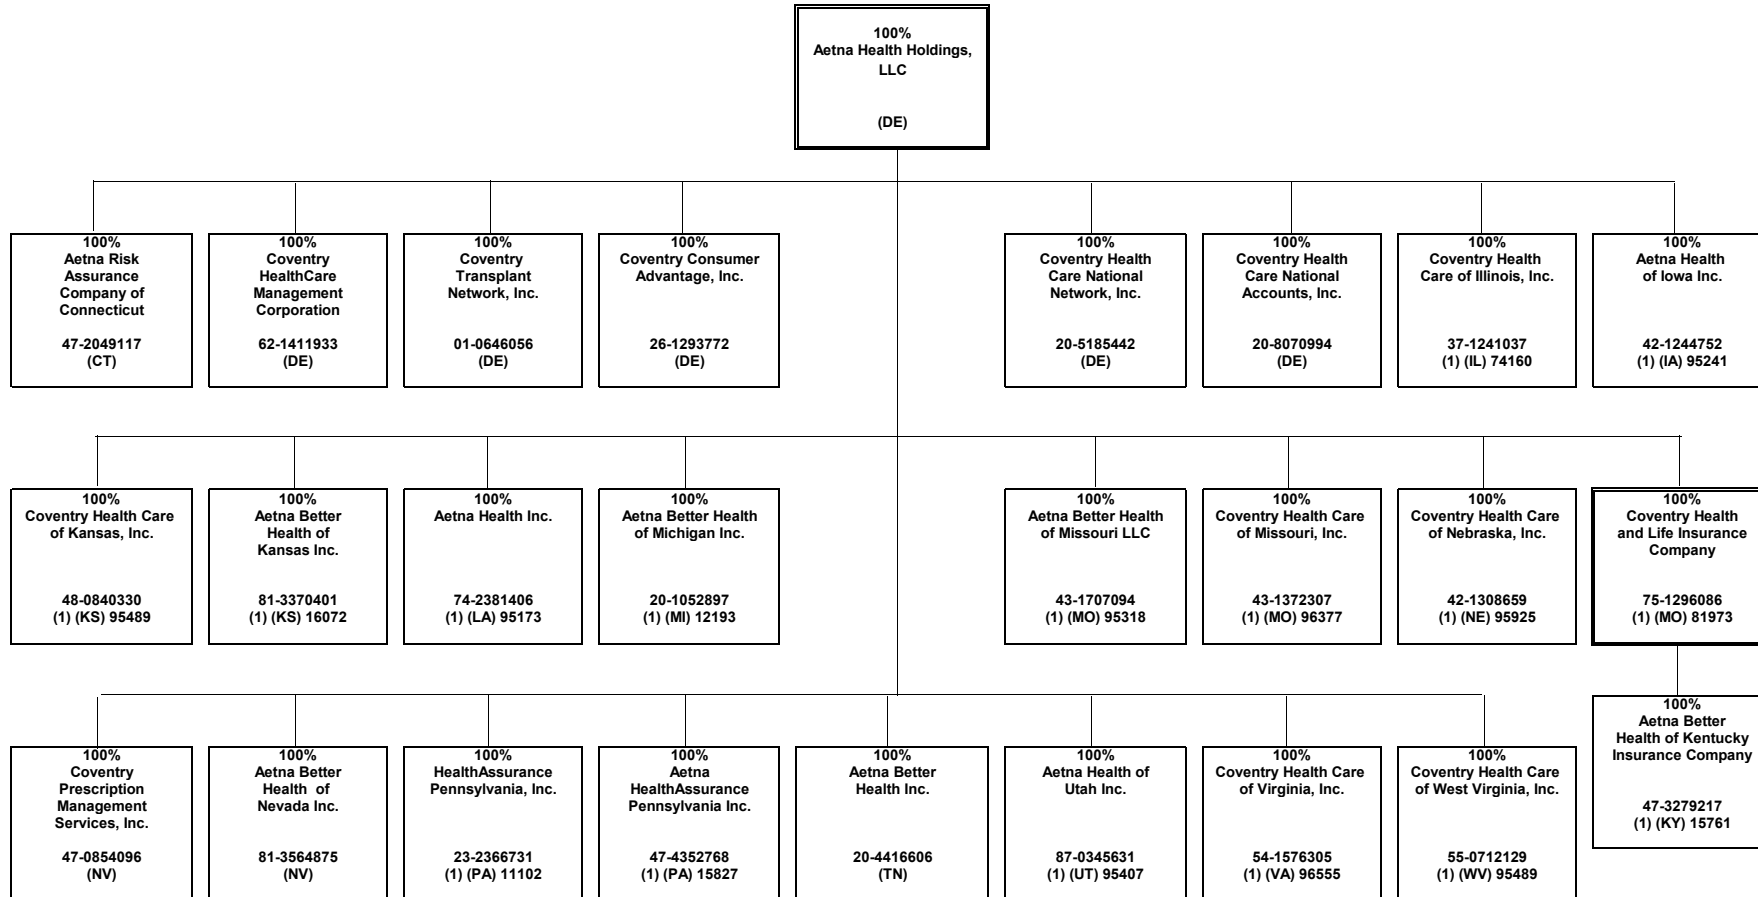 100%
Aetna Health Holdings,
LLC
(DE)
100%
Aetna Risk
Assurance
Company of
Connecticut
47-2049117
(CT)
100%
Coventry
HealthCare
Management
Corporation
62-1411933
(DE)
100%
Coventry
Transplant
Network, Inc.
01-0646056
(DE)
100%
Coventry Consumer
Advantage, Inc.
26-1293772
(DE)
100%
Coventry Health
Care National
Network, Inc.
20-5185442
(DE)
100%
Coventry Health
Care National
Accounts, Inc.
20-8070994
(DE)
100%
Coventry Health
Care of Illinois, Inc.
37-1241037
(1) (IL) 74160
100%
Aetna Health
of Iowa Inc.
42-1244752
(1) (IA) 95241
100%
Coventry Health Care
of Kansas, Inc.
48-0840330
(1) (KS) 95489
100%
Aetna Better
Health of
Kansas Inc.
81-3370401
(1) (KS) 16072
100%
Aetna Health Inc.
74-2381406
(1) (LA) 95173
100%
Aetna Better Health
of Michigan Inc.
20-1052897
(1) (MI) 12193
100%
Aetna Better Health
of Missouri LLC
43-1707094
(1) (MO) 95318
100%
Coventry Health Care
of Missouri, Inc.
43-1372307
(1) (MO) 96377
100%
Coventry Health Care
of Nebraska, Inc.
42-1308659
(1) (NE) 95925
100%
Coventry Health
and Life Insurance
Company
75-1296086
(1) (MO) 81973
100%
Aetna Better
Health of Kentucky
Insurance Company
47-3279217
(1) (KY) 15761
100%
Coventry
Prescription
Management
Services, Inc.
47-0854096
(NV)
100%
Aetna Better
Health of
Nevada Inc.
81-3564875
(NV)
100%
HealthAssurance
Pennsylvania, Inc.
23-2366731
(1) (PA) 11102
100%
Aetna
HealthAssurance
Pennsylvania Inc.
47-4352768
(1) (PA) 15827
100%
Aetna Better
Health Inc.
20-4416606
(TN)
100%
Aetna Health of
Utah Inc.
87-0345631
(1) (UT) 95407
100%
Coventry Health Care
of Virginia, Inc.
54-1576305
(1) (VA) 96555
100%
Coventry Health Care
of West Virginia, Inc.
55-0712129
(1) (WV) 95489